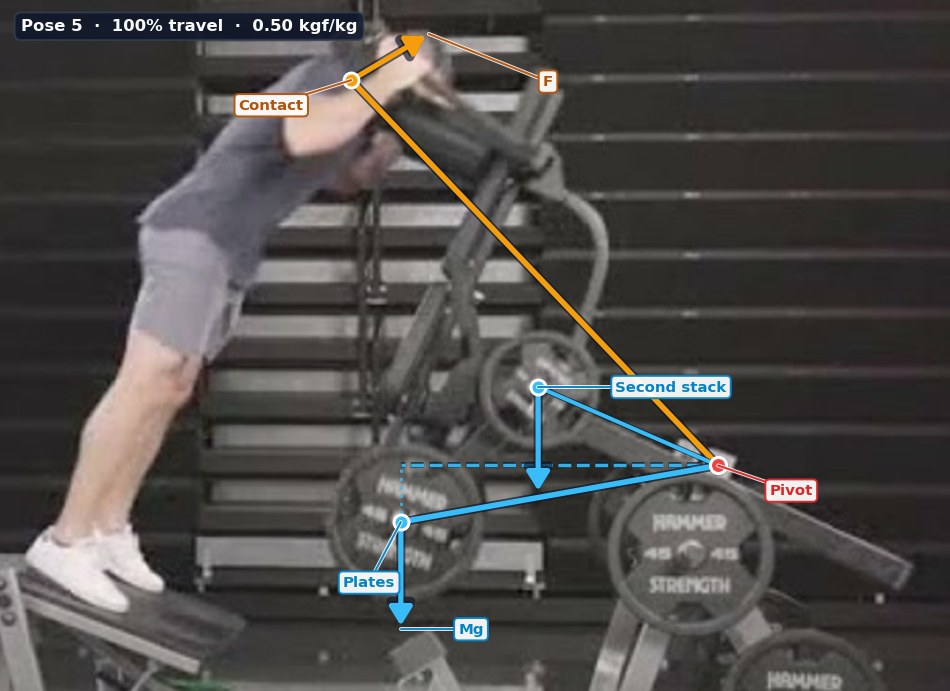 Pose 5 · 100% travel · 0.50 kgf/kg
F
Contact
Second stack
Pivot
HAMMER
45
STRENGTH
HAMMER
45 45
STRENGTH
Plates
Mg
HAMMER